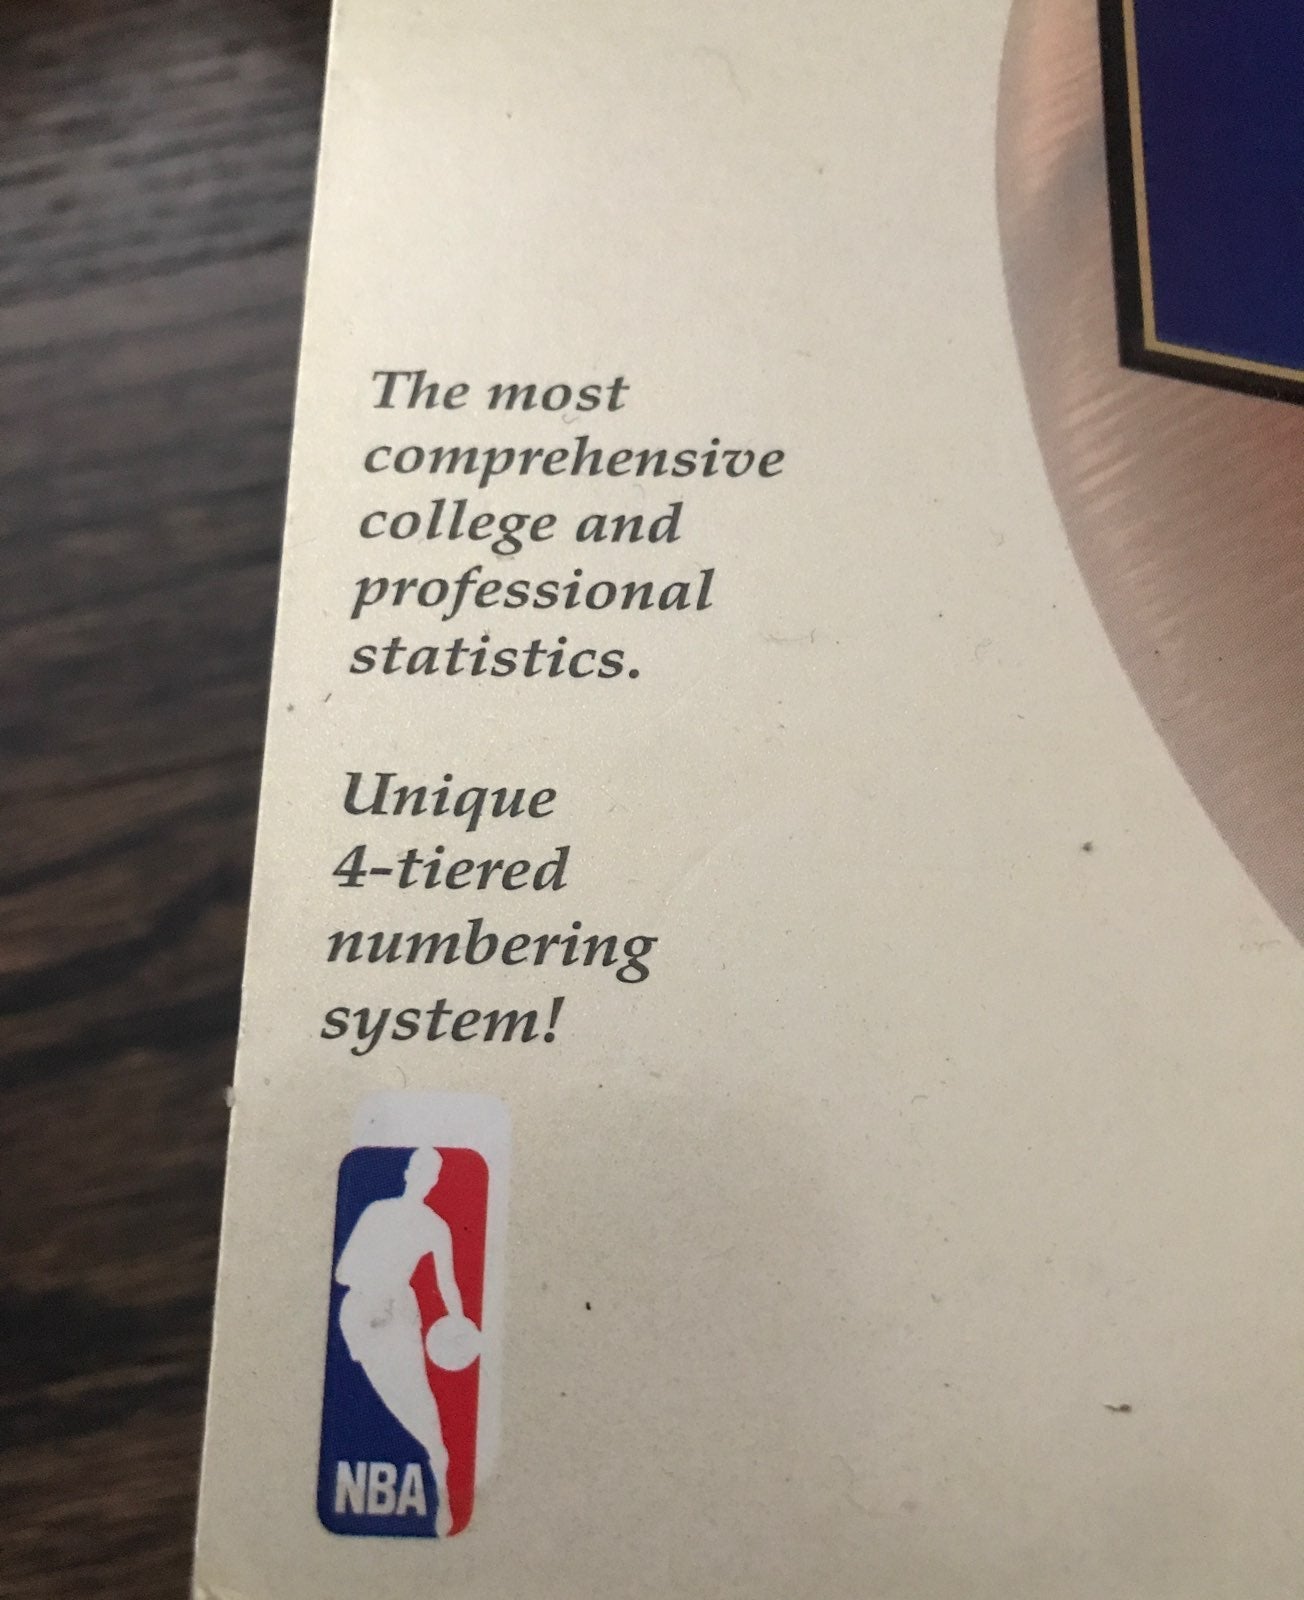 The most
comprehensive
college and
professional
statistics.
Unique
4-tiered
numbering
system!
NBA